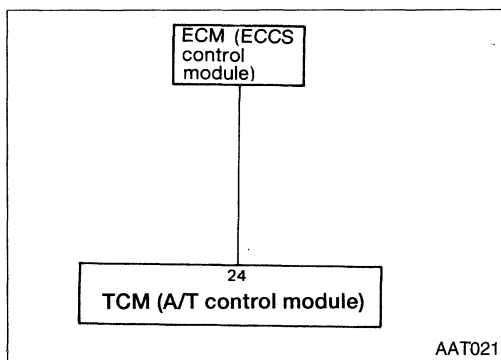 ECM (ECCS
control
module)
24
TCM (A/T control module)
AAT021